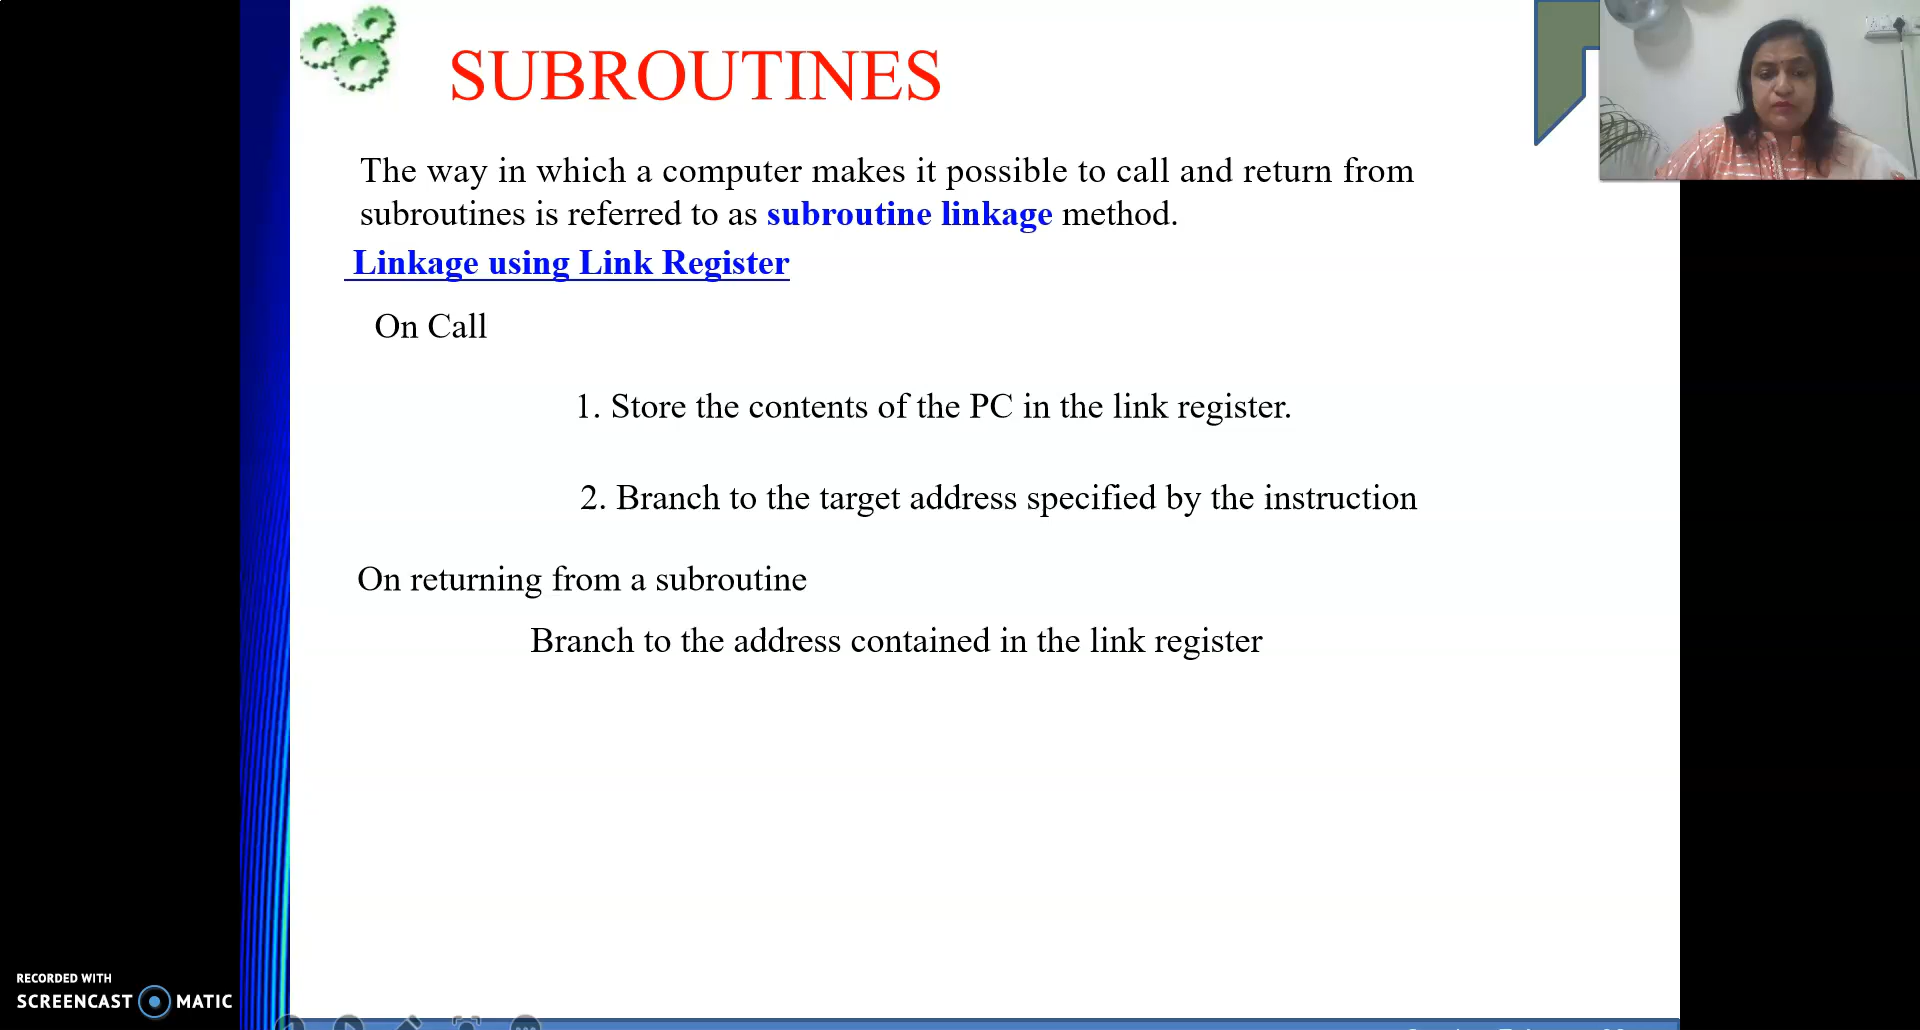 SUBROUTINES
The way in which a computer makes it possible to call and return from
subroutines is referred to as subroutine linkage method.
Linkage using Link Register
On Call
1. Store the contents of the PC in the link register.
2. Branch to the target address specified by the instruction
On returning from a subroutine
Branch to the address contained in the link register
RECORDED WITH
SCREENCAST MATIC